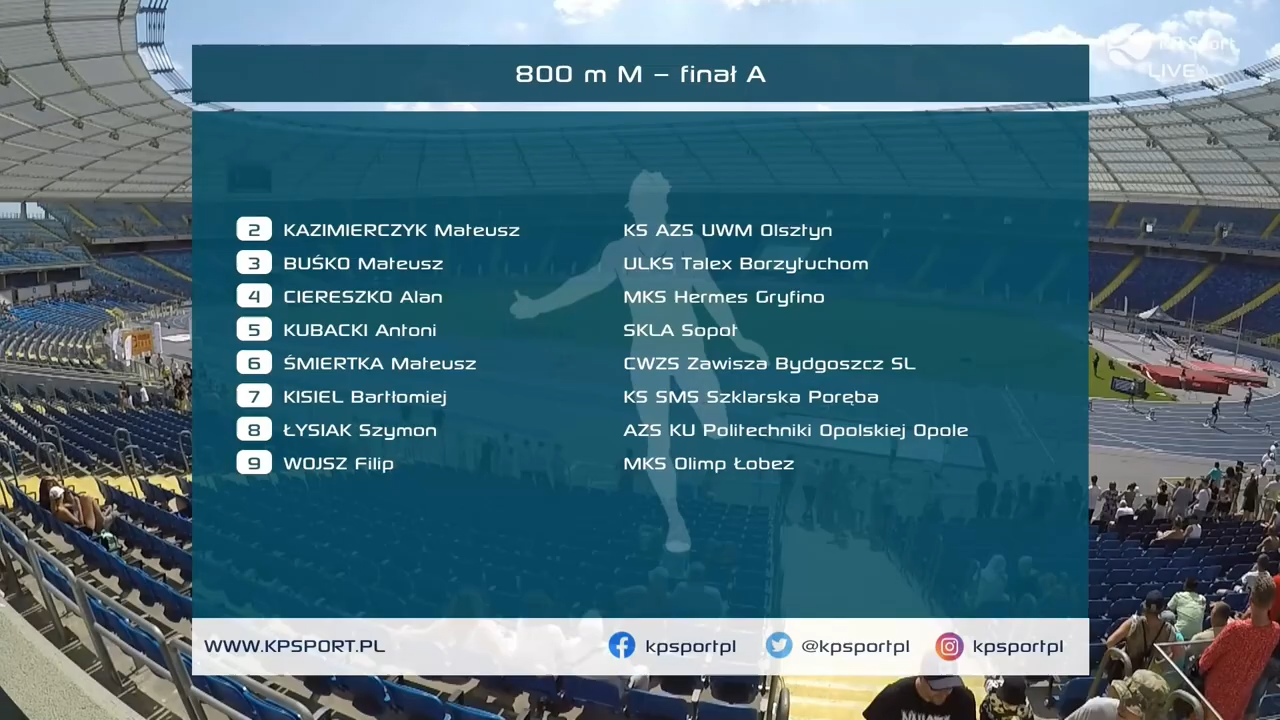 800 m M – finał A
KP Sport
LIVE
2 KAZIMIERCZYK Mateusz KS AZS UWM Olsztyn
3 BUŚKO Mateusz ULKS Talex Borzytuchom
4 CIERESZKO Alan MKS Hermes Gryfino
5 KUBACKI Antoni SKLA Sopot
6 ŚMIERTKA Mateusz CWZS Zawisza Bydgoszcz SL
7 KISIEL Bartłomiej KS SMS Szklarska Poręba
8 ŁYSIAK Szymon AZS KU Politechniki Opolskiej Opole
9 WOJSZ Filip MKS Olimp Łobez
WWW.KPSPORT.PL kpsportpl @kpsportpl kpsportpl